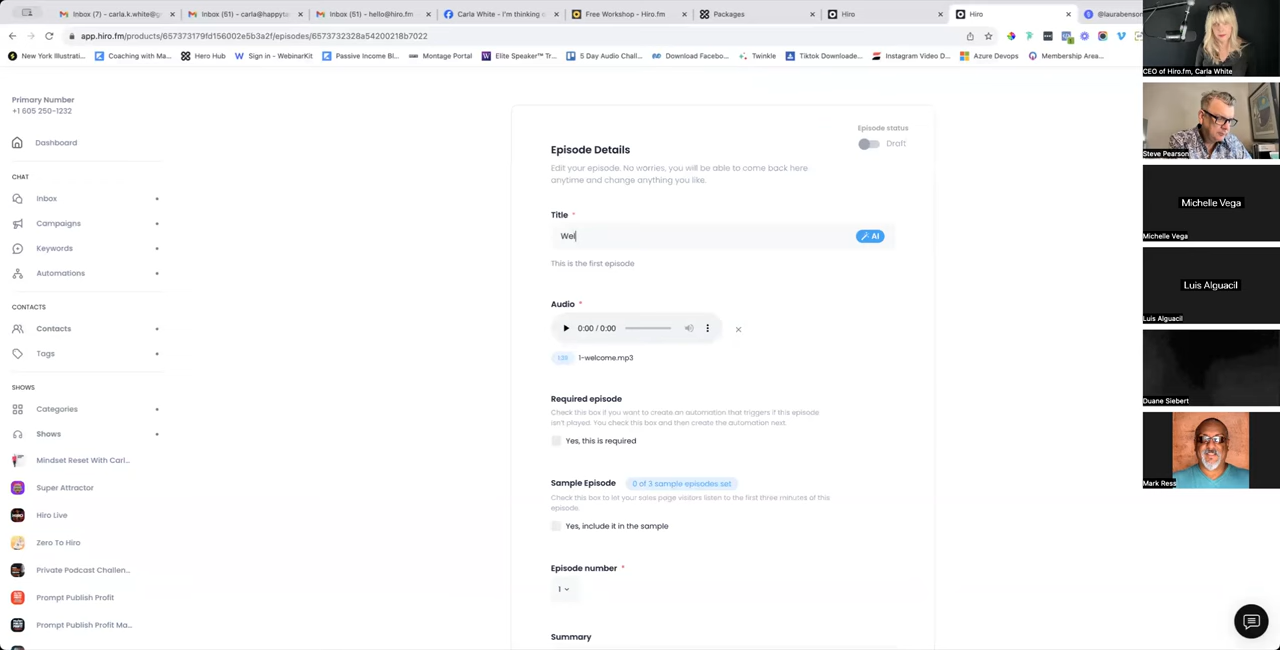 Inbox (7) - carla.k.white@g
Inbox (51) - carla@happyta
Inbox (51) - hello@hiro.fm
Carla White - I'm thinking o
Free Workshop - Hiro.fm
Packages
Hiro
Hiro
@laurabenson
app.hiro.fm/products/657373179fd156002e5b3a2f/episodes/6573732328a54200218b7022
New York Illustrati...
Coaching with Ma...
Hero Hub
Sign in - WebinarKit
Passive Income Bl...
Montage Portal
Elite Speaker™ Tr...
5 Day Audio Chall...
Download Facebo...
Twinkle
Tiktok Downloade...
Instagram Video D...
Azure Devops
Membership Area...
Primary Number
+1 605 250-1232
Dashboard
CHAT
Inbox
Campaigns
Keywords
Automations
CONTACTS
Contacts
Tags
SHOWS
Categories
Shows
Mindset Reset With Carl...
Super Attractor
Hiro Live
Zero To Hiro
Private Podcast Challen...
Prompt Publish Profit
Prompt Publish Profit Ma...
Episode status
Draft
Episode Details
Edit your episode. No worries, you will be able to come back here
anytime and change anything you like.
Title *
Wel
AI
This is the first episode
Audio *
0:00 / 0:00
1-welcome.mp3
Required episode
Check this box if you want to create an automation that triggers if this episode
isn't played. You check this box and then create the automation next.
Yes, this is required
Sample Episode
0 of 3 sample episodes set
Check this box to let your sales page visitors listen to the first three minutes of this
episode.
Yes, include it in the sample
Episode number *
1
Summary
CEO of Hiro.fm, Carla White
Steve Pearson
Michelle Vega
Michelle Vega
Luis Alguacil
Luis Alguacil
Duane Siebert
Mark Ress